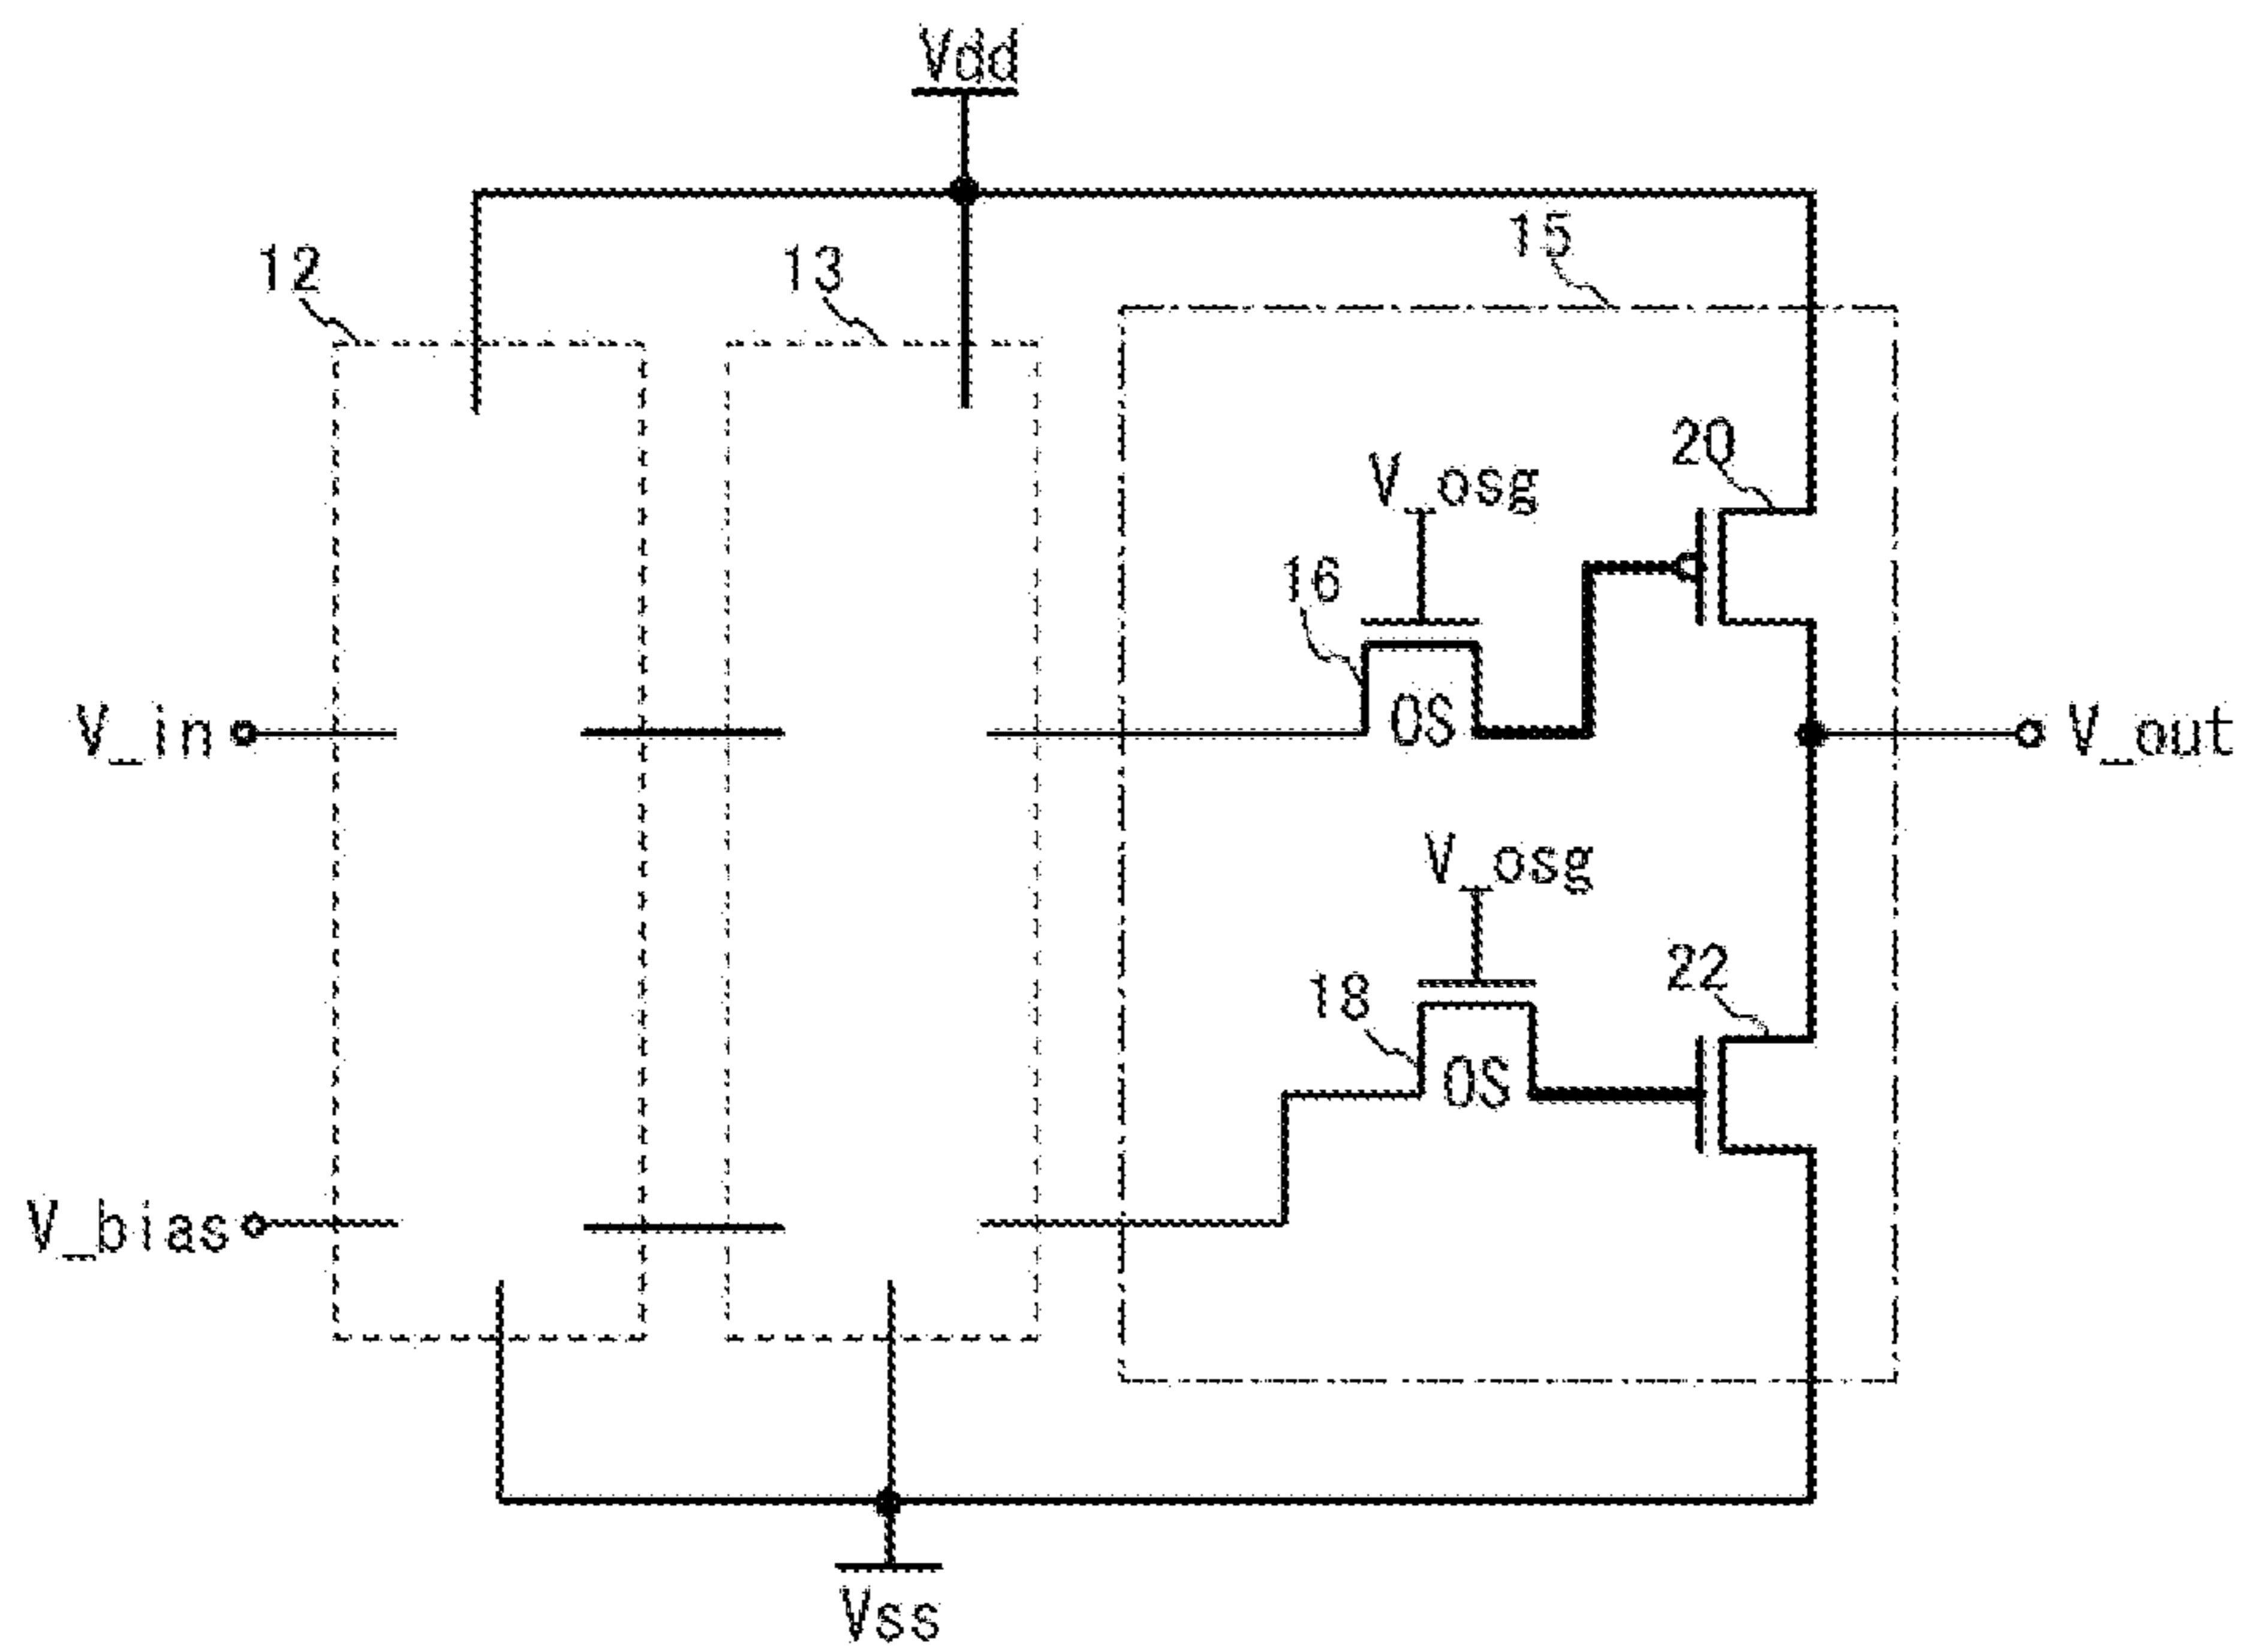 Vdd
15
12
13
20
V_osg
16
OS
V_in
V_out
V_osg
22
18
OS
V_bias
Vss